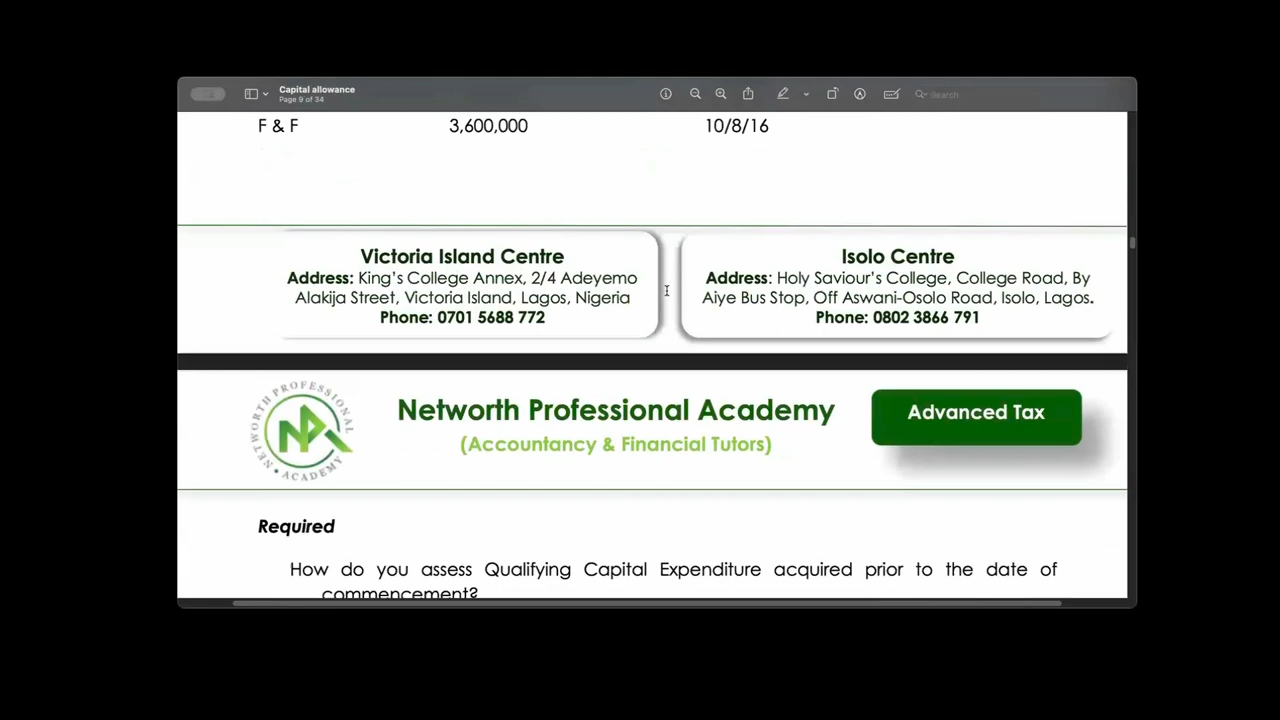 Capital allowance
Page 9 of 34
Search
F & F 3,600,000 10/8/16
Victoria Island Centre
Address: King's College Annex, 2/4 Adeyemo
Alakija Street, Victoria Island, Lagos, Nigeria
Phone: 0701 5688 772
Isolo Centre
Address: Holy Saviour's College, College Road, By
Aiye Bus Stop, Off Aswani-Osolo Road, Isolo, Lagos.
Phone: 0802 3866 791
NETWORTH PROFESSIONAL
ACADEMY
NPA
Networth Professional Academy
(Accountancy & Financial Tutors)
Advanced Tax
Required
How do you assess Qualifying Capital Expenditure acquired prior to the date of
commencement?